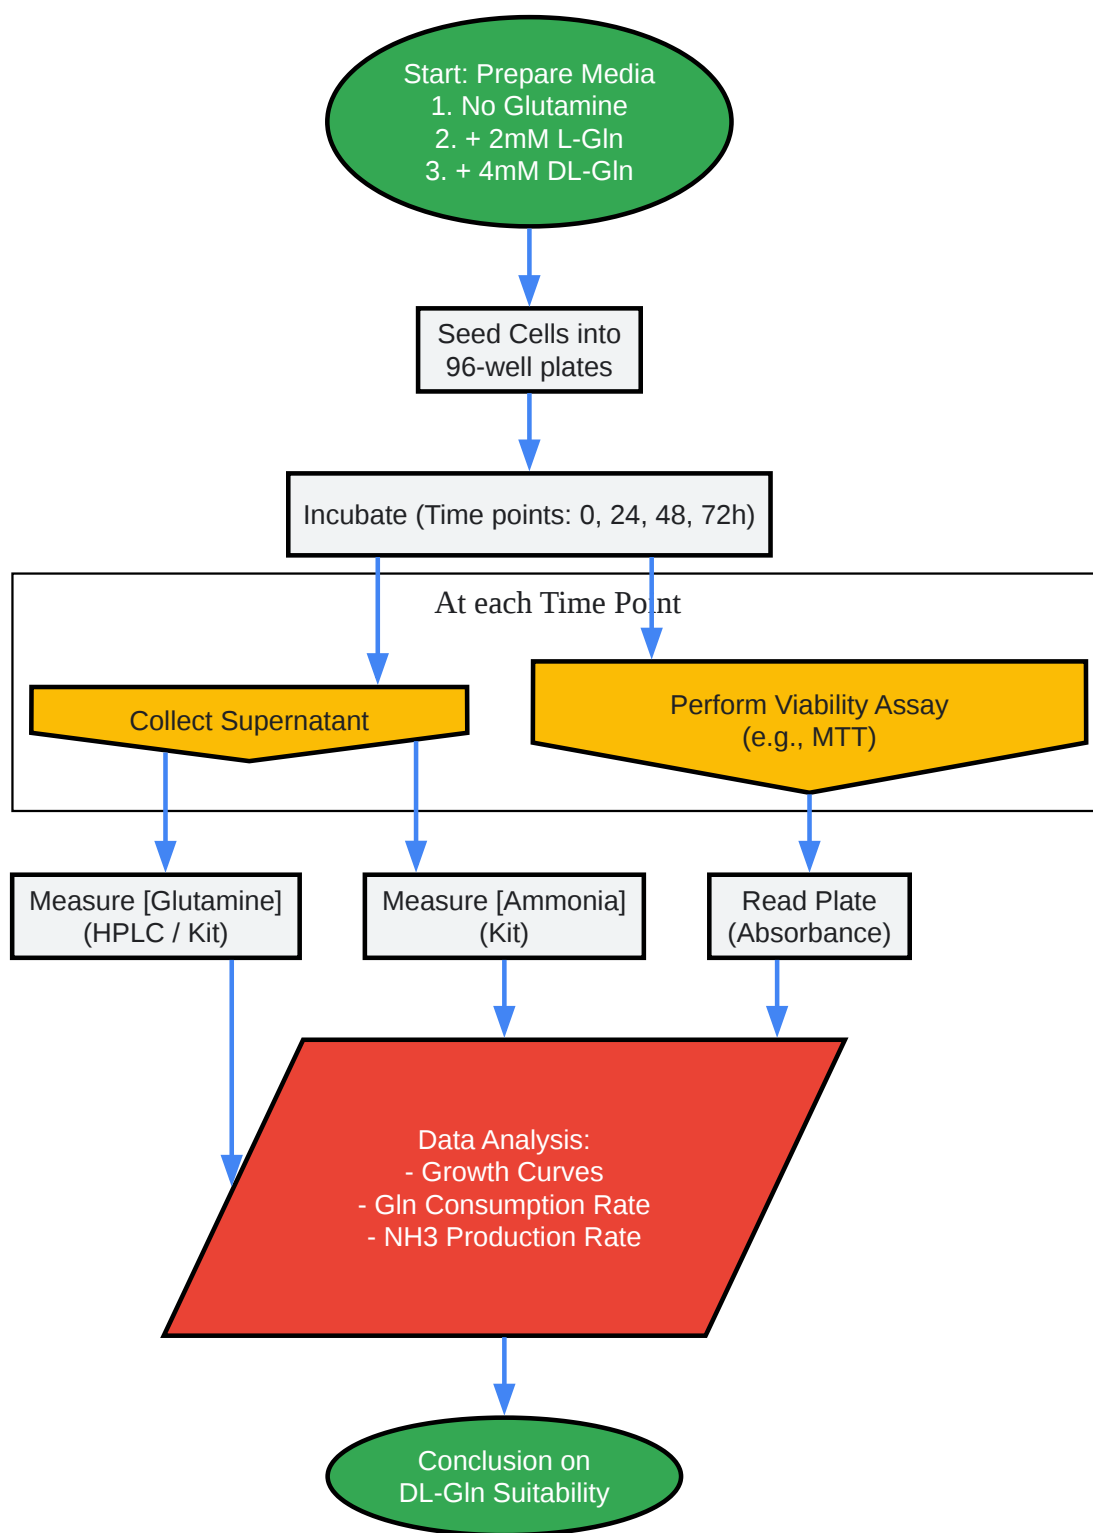 Start: Prepare Media
1. No Glutamine
2. + 2mM L-Gln
3. + 4mM DL-Gln
Seed Cells into
96-well plates
Incubate (Time points: 0, 24, 48, 72h)
At each Time Point
Collect Supernatant
Perform Viability Assay
(e.g., MTT)
Measure [Glutamine]
(HPLC / Kit)
Measure [Ammonia]
(Kit)
Read Plate
(Absorbance)
Data Analysis:
- Growth Curves
- Gln Consumption Rate
- NH3 Production Rate
Conclusion on
DL-Gln Suitability